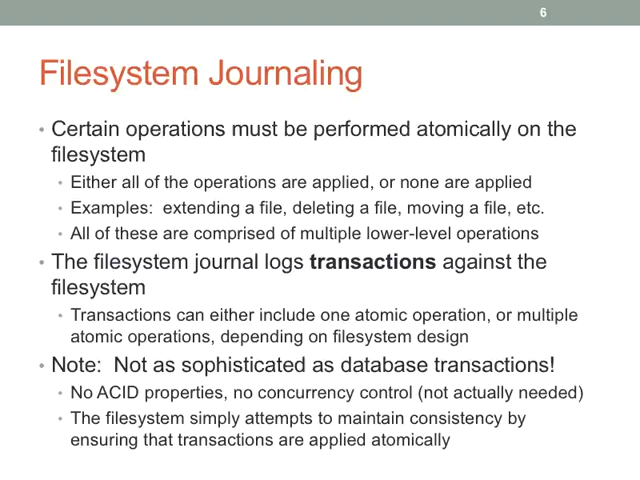 6
Filesystem Journaling
• Certain operations must be performed atomically on the
filesystem
• Either all of the operations are applied, or none are applied
• Examples:  extending a file, deleting a file, moving a file, etc.
• All of these are comprised of multiple lower-level operations
• The filesystem journal logs transactions against the
filesystem
• Transactions can either include one atomic operation, or multiple
atomic operations, depending on filesystem design
• Note:  Not as sophisticated as database transactions!
• No ACID properties, no concurrency control (not actually needed)
• The filesystem simply attempts to maintain consistency by
ensuring that transactions are applied atomically